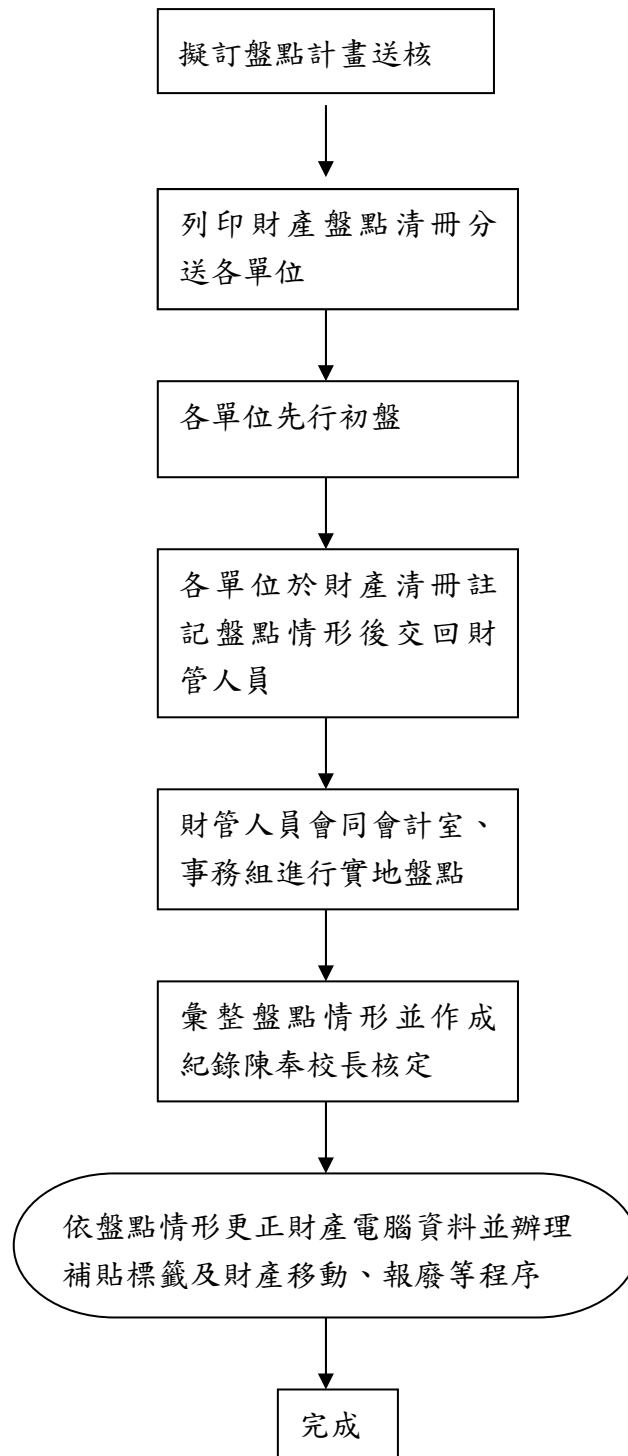 擬訂盤點計畫送核
列印財產盤點清冊分
送各單位
各單位先行初盤
各單位於財產清冊註
記盤點情形後交回財
管人員
財管人員會同會計室、
事務組進行實地盤點
彙整盤點情形並作成
紀錄陳奉校長核定
依盤點情形更正財產電腦資料並辦理
補貼標籤及財產移動、報廢等程序
完成